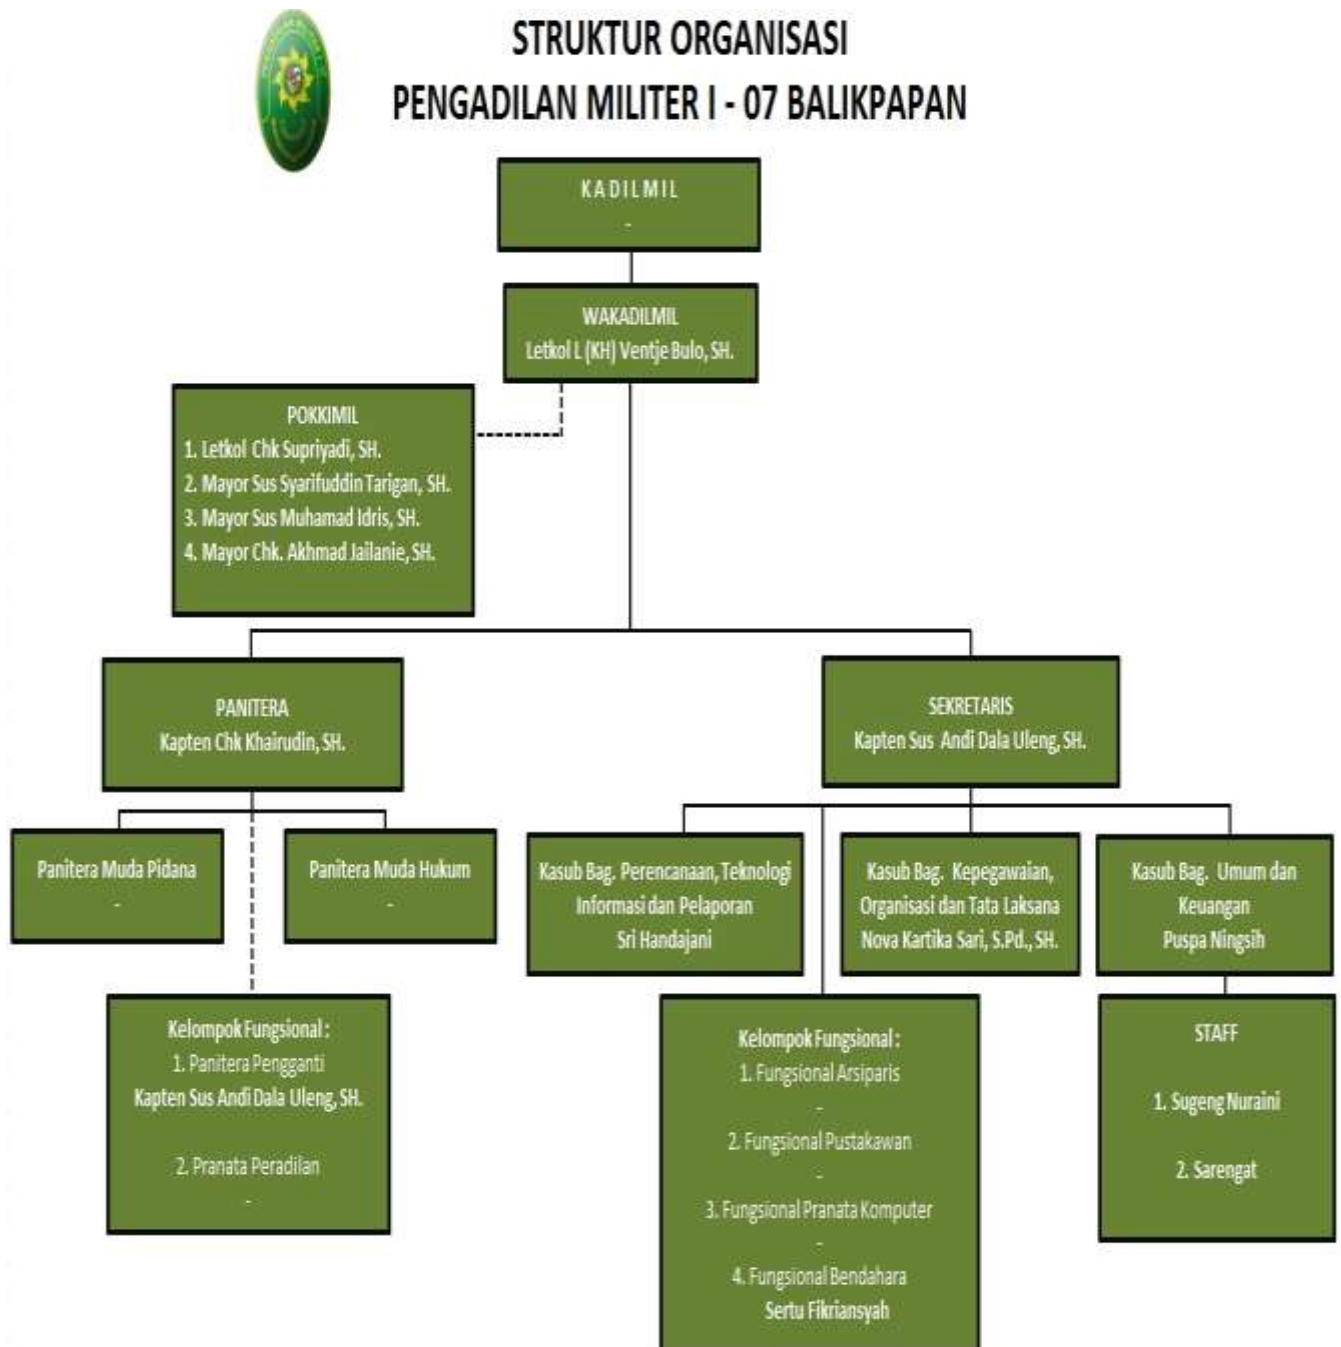 STRUKTUR ORGANISASI
PENGADILAN MILITER I - 07 BALIKPAPAN
KADILMIL
-
WAKADILMIL
Letkol L (KH) Ventje Bulo, SH.
POKKIMIL
1. Letkol Chk Supriyadi, SH.
2. Mayor Sus Syarifuddin Tarigan, SH.
3. Mayor Sus Muhamad Idris, SH.
4. Mayor Chk. Akhmad Jailanie, SH.
PANITERA
Kapten Chk Khairudin, SH.
SEKRETARIS
Kapten Sus Andi Dala Uleng, SH.
Panitera Muda Pidana
-
Panitera Muda Hukum
-
Kasub Bag. Perencanaan, Teknologi
Informasi dan Pelaporan
Sri Handajani
Kasub Bag. Kepegawaian,
Organisasi dan Tata Laksana
Nova Kartika Sari, S.Pd., SH.
Kasub Bag. Umum dan
Keuangan
Puspa Ningsih
Kelompok Fungsional :
1. Panitera Pengganti
Kapten Sus Andi Dala Uleng, SH.
2. Pranata Peradilan
-
Kelompok Fungsional :
1. Fungsional Arsiparis
-
2. Fungsional Pustakawan
-
3. Fungsional Pranata Komputer
-
4. Fungsional Bendahara
Sertu Fikriansyah
STAFF
1. Sugeng Nuraini
2. Sarengat